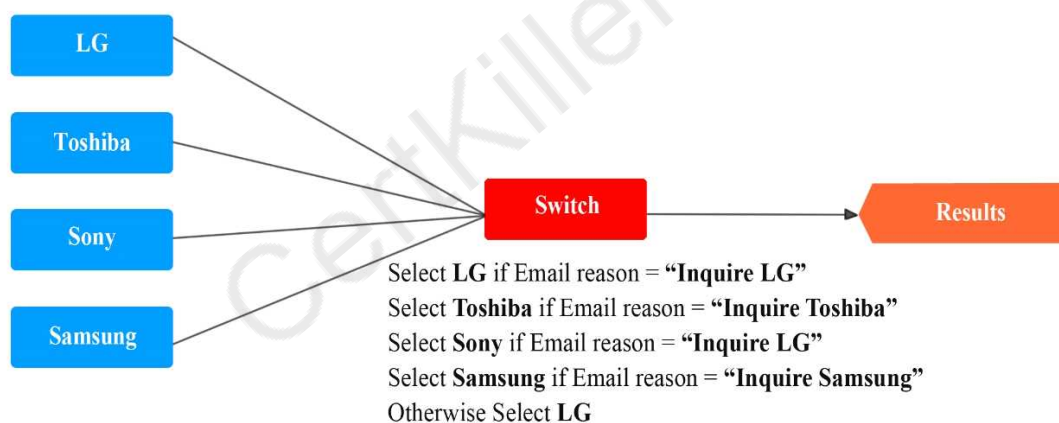 LG
Toshiba
Sony
Samsung
Switch
Results
Select LG if Email reason = “Inquire LG”
Select Toshiba if Email reason = “Inquire Toshiba”
Select Sony if Email reason = “Inquire LG”
Select Samsung if Email reason = “Inquire Samsung”
Otherwise Select LG
CertKiller